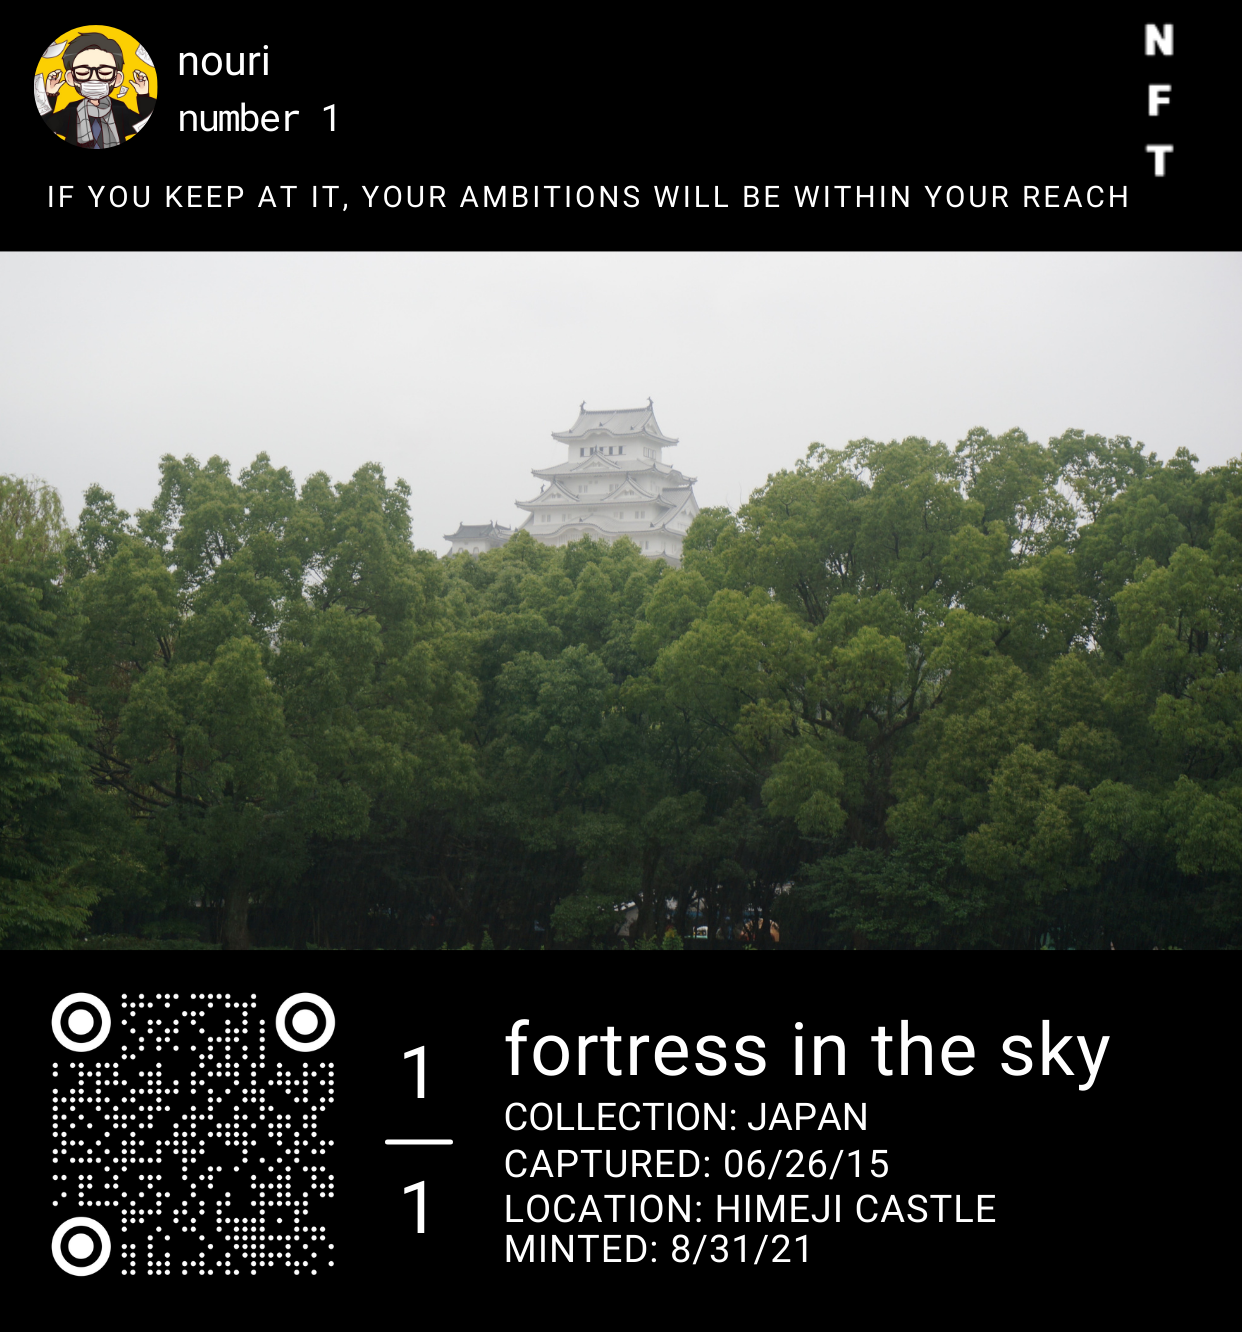 nouri
number 1
N
F
T
IF YOU KEEP AT IT, YOUR AMBITIONS WILL BE WITHIN YOUR REACH
1
1
fortress in the sky
COLLECTION: JAPAN
CAPTURED: 06/26/15
LOCATION: HIMEJI CASTLE
MINTED: 8/31/21